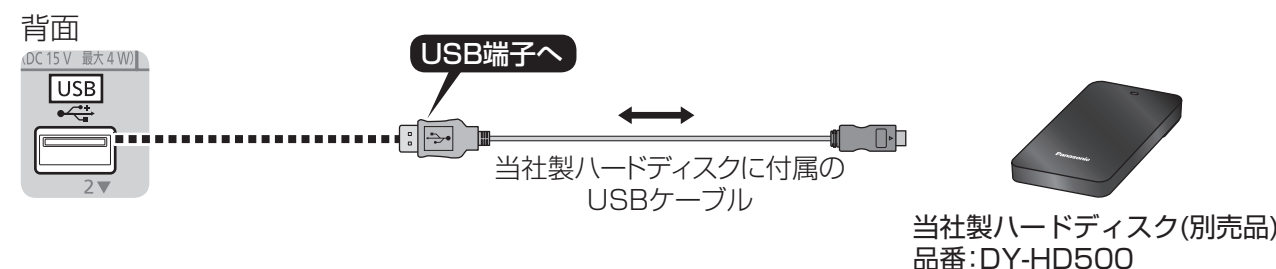 背面
(DC 15 V 最大 4 W)
USB
2▼
USB端子へ
当社製ハードディスクに付属の
USBケーブル
Panasonic
当社製ハードディスク(別売品)
品番:DY-HD500